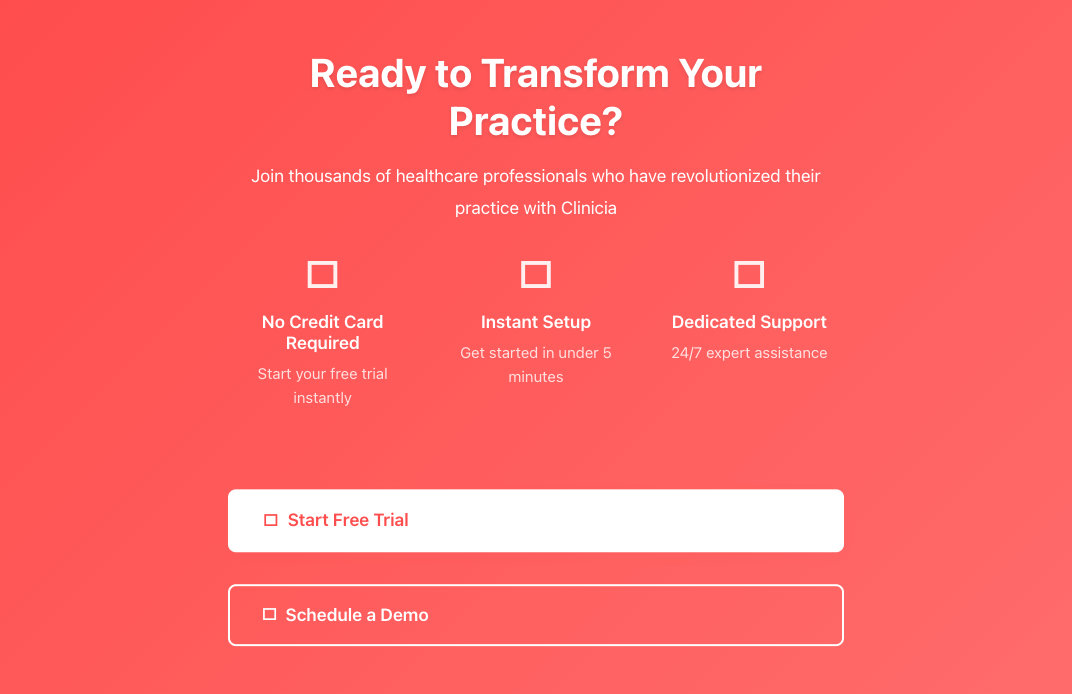 Ready to Transform Your
Practice?
Join thousands of healthcare professionals who have revolutionized their
practice with Clinicia
No Credit Card
Required
Start your free trial
instantly
Instant Setup
Get started in under 5
minutes
Dedicated Support
24/7 expert assistance
Start Free Trial
Schedule a Demo